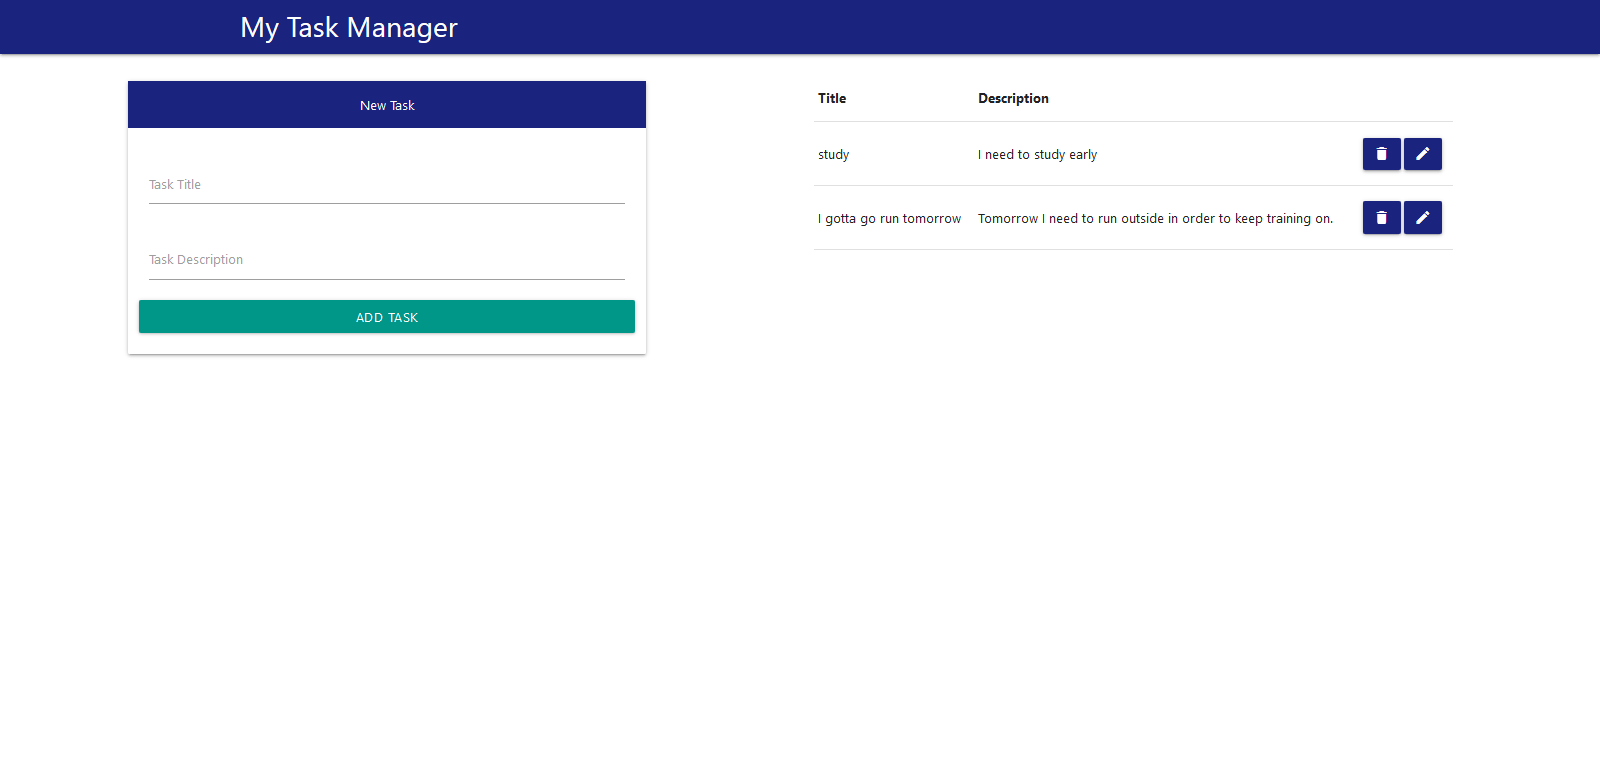 My Task Manager
New Task
Task Title
Task Description
ADD TASK
Title Description
study I need to study early
I gotta go run tomorrow Tomorrow I need to run outside in order to keep training on.